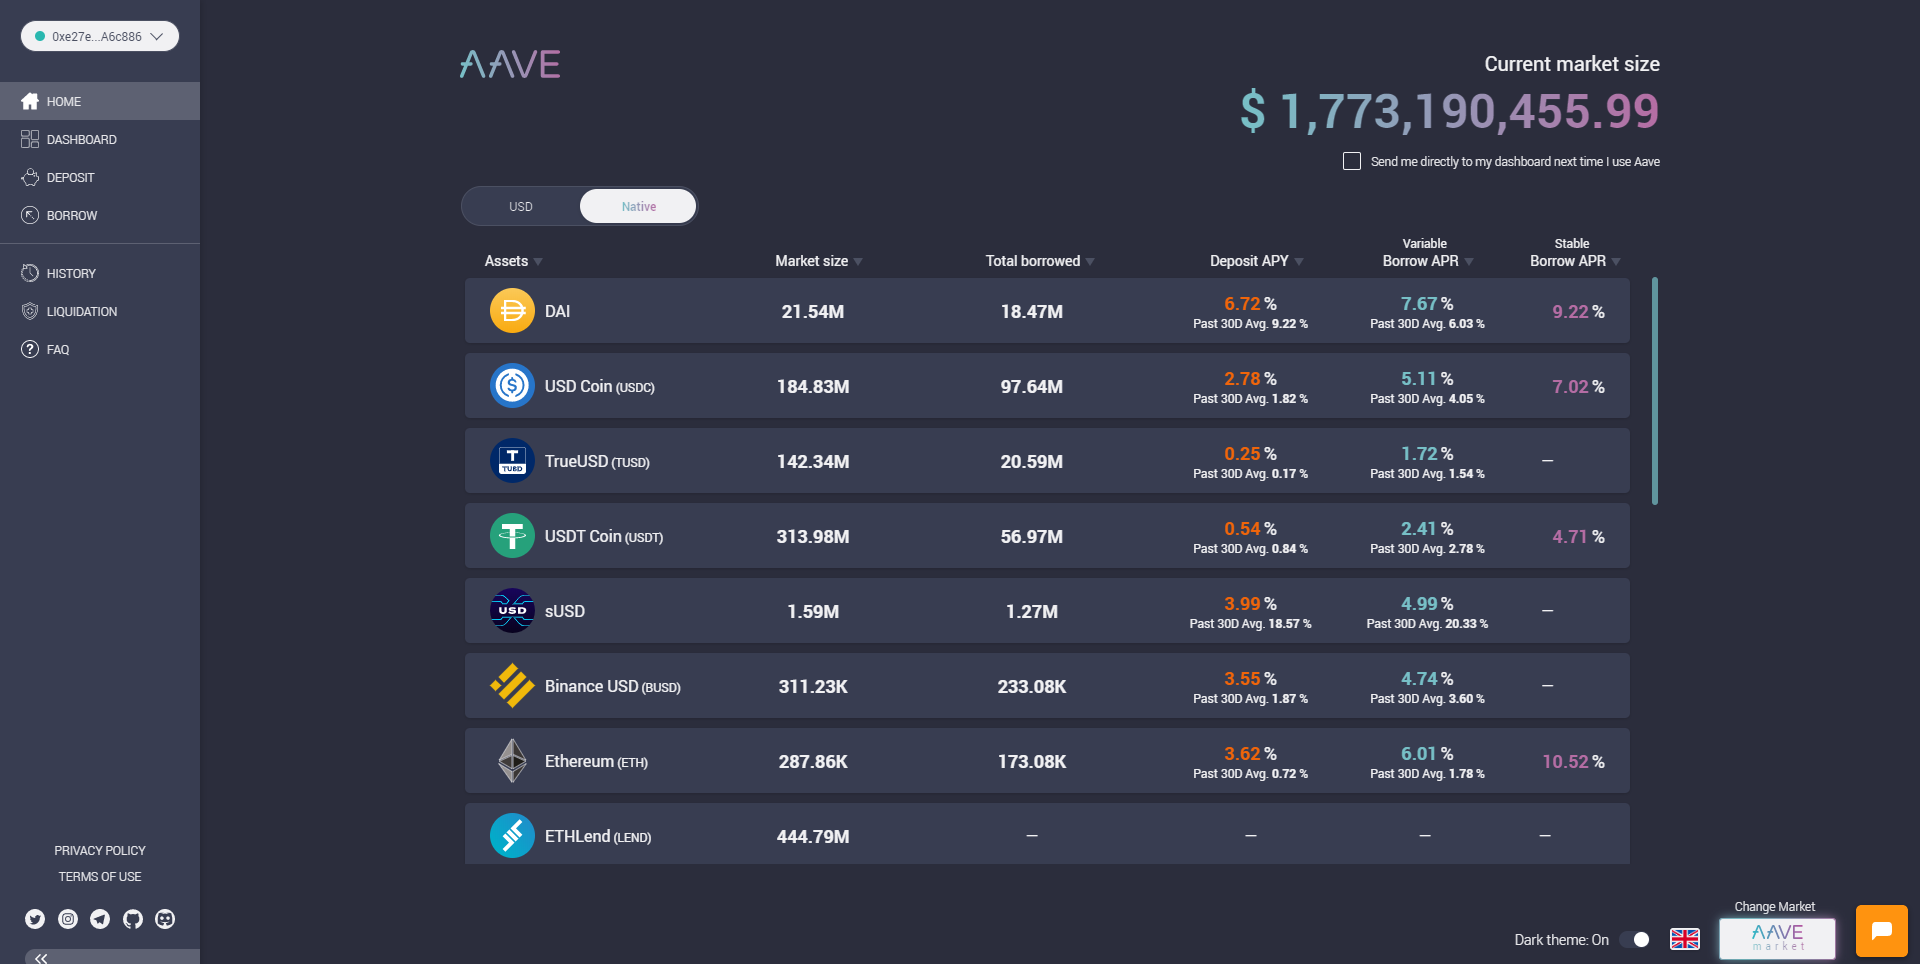 0xe27e...A6c886
HOME
DASHBOARD
DEPOSIT
BORROW
HISTORY
LIQUIDATION
FAQ
PRIVACY POLICY
TERMS OF USE
AAVE
Current market size
$ 1,773,190,455.99
Send me directly to my dashboard next time I use Aave
USD Native
Assets Market size Total borrowed Deposit APY Variable Borrow APR Stable Borrow APR
DAI 21.54M 18.47M 6.72 % 7.67 % 9.22 %
Past 30D Avg. 9.22 % Past 30D Avg. 6.03 %
USD Coin (USDC) 184.83M 97.64M 2.78 % 5.11 % 7.02 %
Past 30D Avg. 1.82 % Past 30D Avg. 4.05 %
T
TUSD
TrueUSD (TUSD) 142.34M 20.59M 0.25 % 1.72 % —
Past 30D Avg. 0.17 % Past 30D Avg. 1.54 %
USDT Coin (USDT) 313.98M 56.97M 0.54 % 2.41 % 4.71 %
Past 30D Avg. 0.84 % Past 30D Avg. 2.78 %
USD
sUSD 1.59M 1.27M 3.99 % 4.99 % —
Past 30D Avg. 18.57 % Past 30D Avg. 20.33 %
Binance USD (BUSD) 311.23K 233.08K 3.55 % 4.74 % —
Past 30D Avg. 1.87 % Past 30D Avg. 3.60 %
Ethereum (ETH) 287.86K 173.08K 3.62 % 6.01 % 10.52 %
Past 30D Avg. 0.72 % Past 30D Avg. 1.78 %
ETHLend (LEND) 444.79M — — — —
Dark theme: On
Change Market
AAVE
market